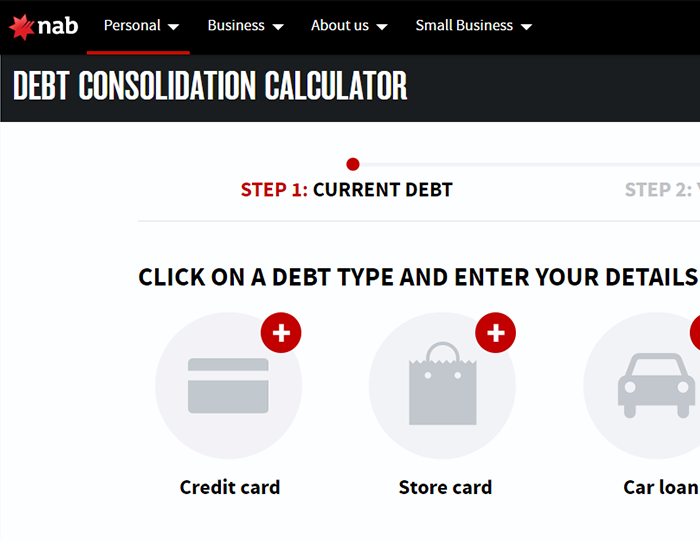 nab Personal Business About us Small Business
DEBT CONSOLIDATION CALCULATOR
STEP 1: CURRENT DEBT STEP 2:
CLICK ON A DEBT TYPE AND ENTER YOUR DETAILS
Credit card Store card Car loan